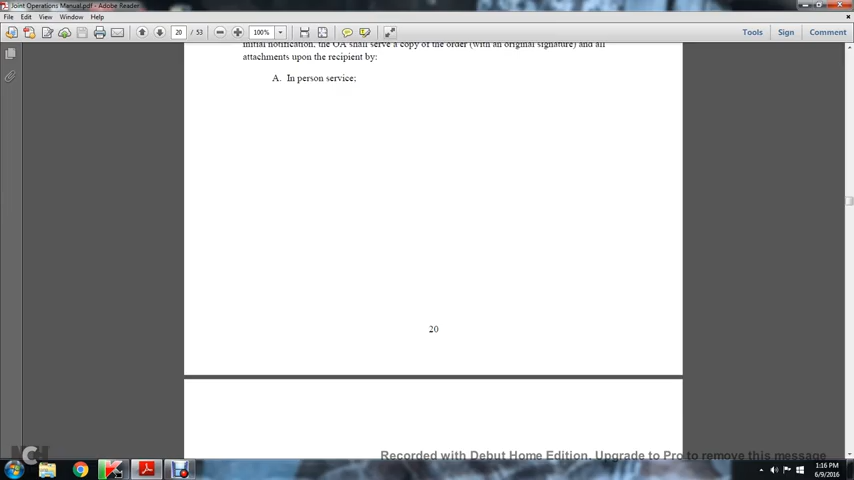 Joint Operations Manual.pdf - Adobe Reader
File Edit View Window Help
20 / 53 100% Tools Sign Comment
initial notification, the OA shall serve a copy of the order (with an original signature) and all
attachments upon the recipient by:
A. In person service;
20
NCH
Recorded with Debut Home Edition. Upgrade to Pro to remove this message
1:16 PM
6/9/2016